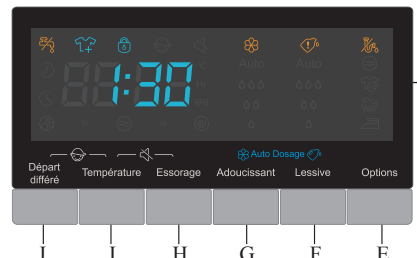 1:30
Auto Auto
Auto Dosage
Départ différé
Température
Essorage
Adoucissant
Lessive
Options
I I H G F E